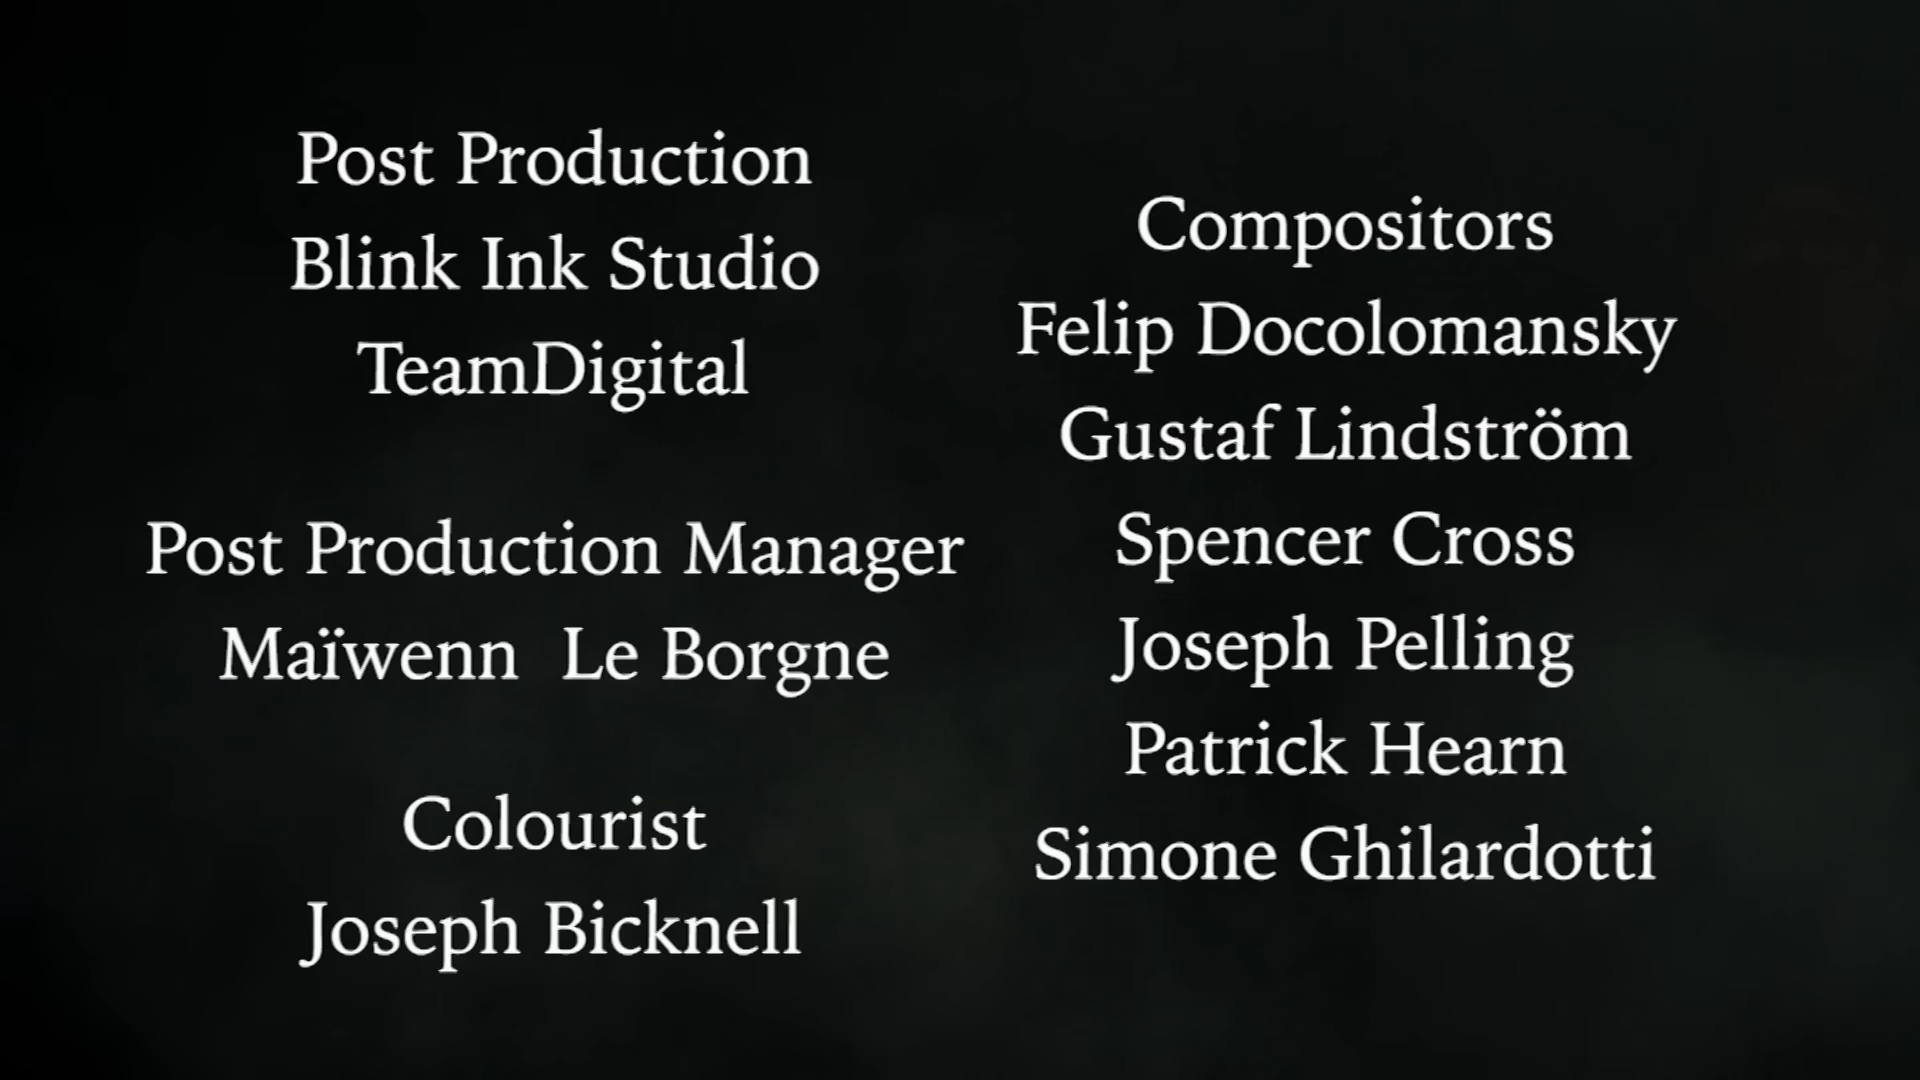 Post Production
Blink Ink Studio
TeamDigital
Post Production Manager
Maïwenn  Le Borgne
Colourist
Joseph Bicknell
Compositors
Felip Docolomansky
Gustaf Lindström
Spencer Cross
Joseph Pelling
Patrick Hearn
Simone Ghilardotti